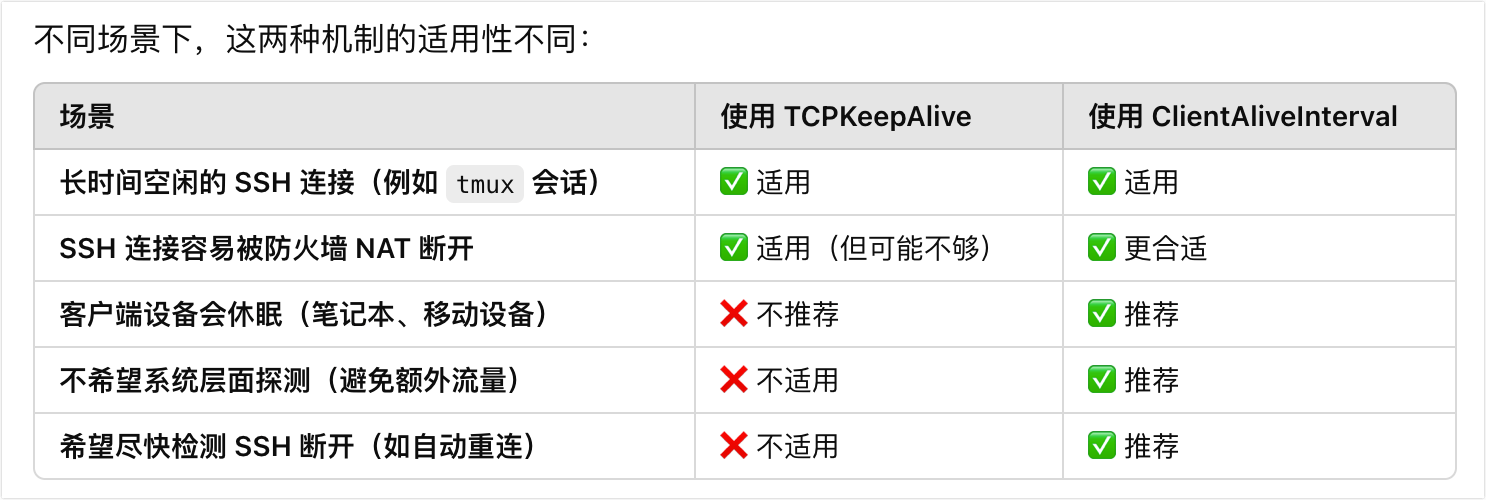 不同场景下，这两种机制的适用性不同：
场景 使用 TCPKeepAlive 使用 ClientAliveInterval
长时间空闲的 SSH 连接（例如 tmux 会话） ✅ 适用 ✅ 适用
SSH 连接容易被防火墙 NAT 断开 ✅ 适用（但可能不够） ✅ 更合适
客户端设备会休眠（笔记本、移动设备） ❌ 不推荐 ✅ 推荐
不希望系统层面探测（避免额外流量） ❌ 不适用 ✅ 推荐
希望尽快检测 SSH 断开（如自动重连） ❌ 不适用 ✅ 推荐